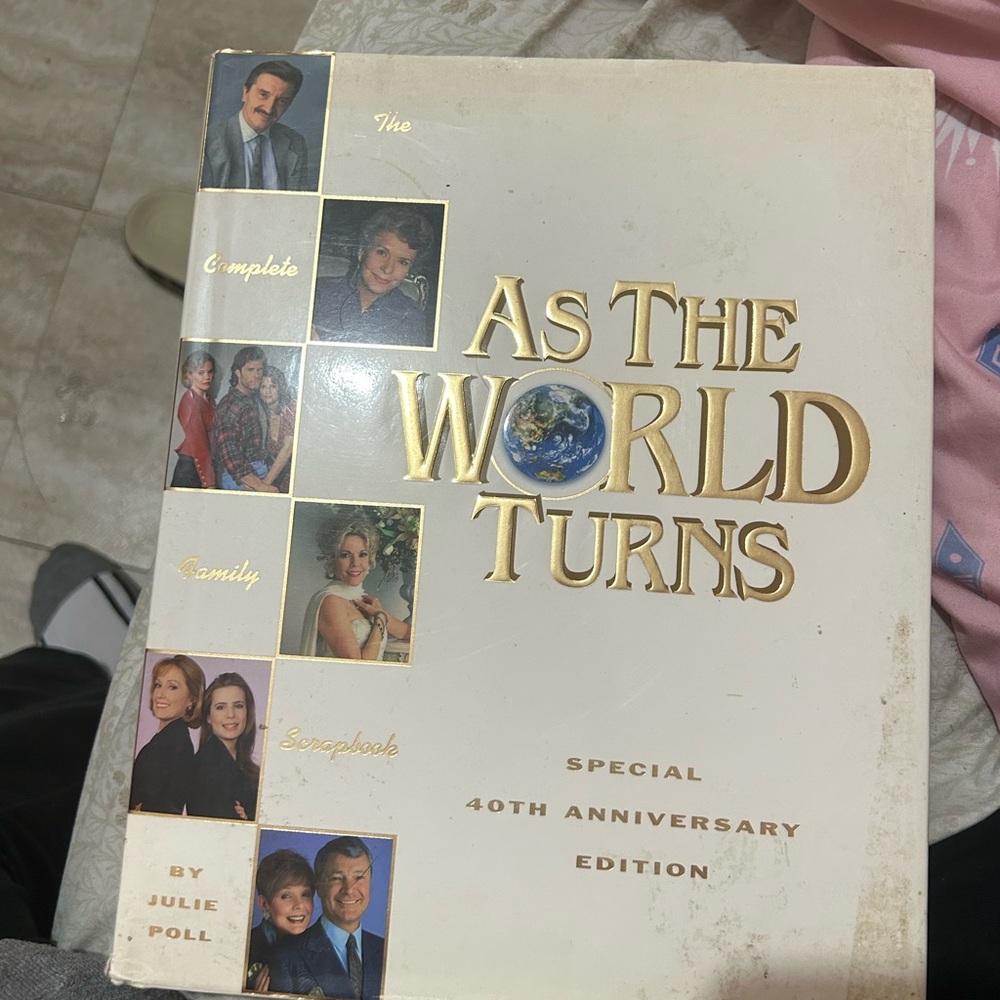 The
Complete
Family
Scrapbook
AS THE
WORLD
TURNS
SPECIAL
40TH ANNIVERSARY
EDITION
BY
JULIE
POLL